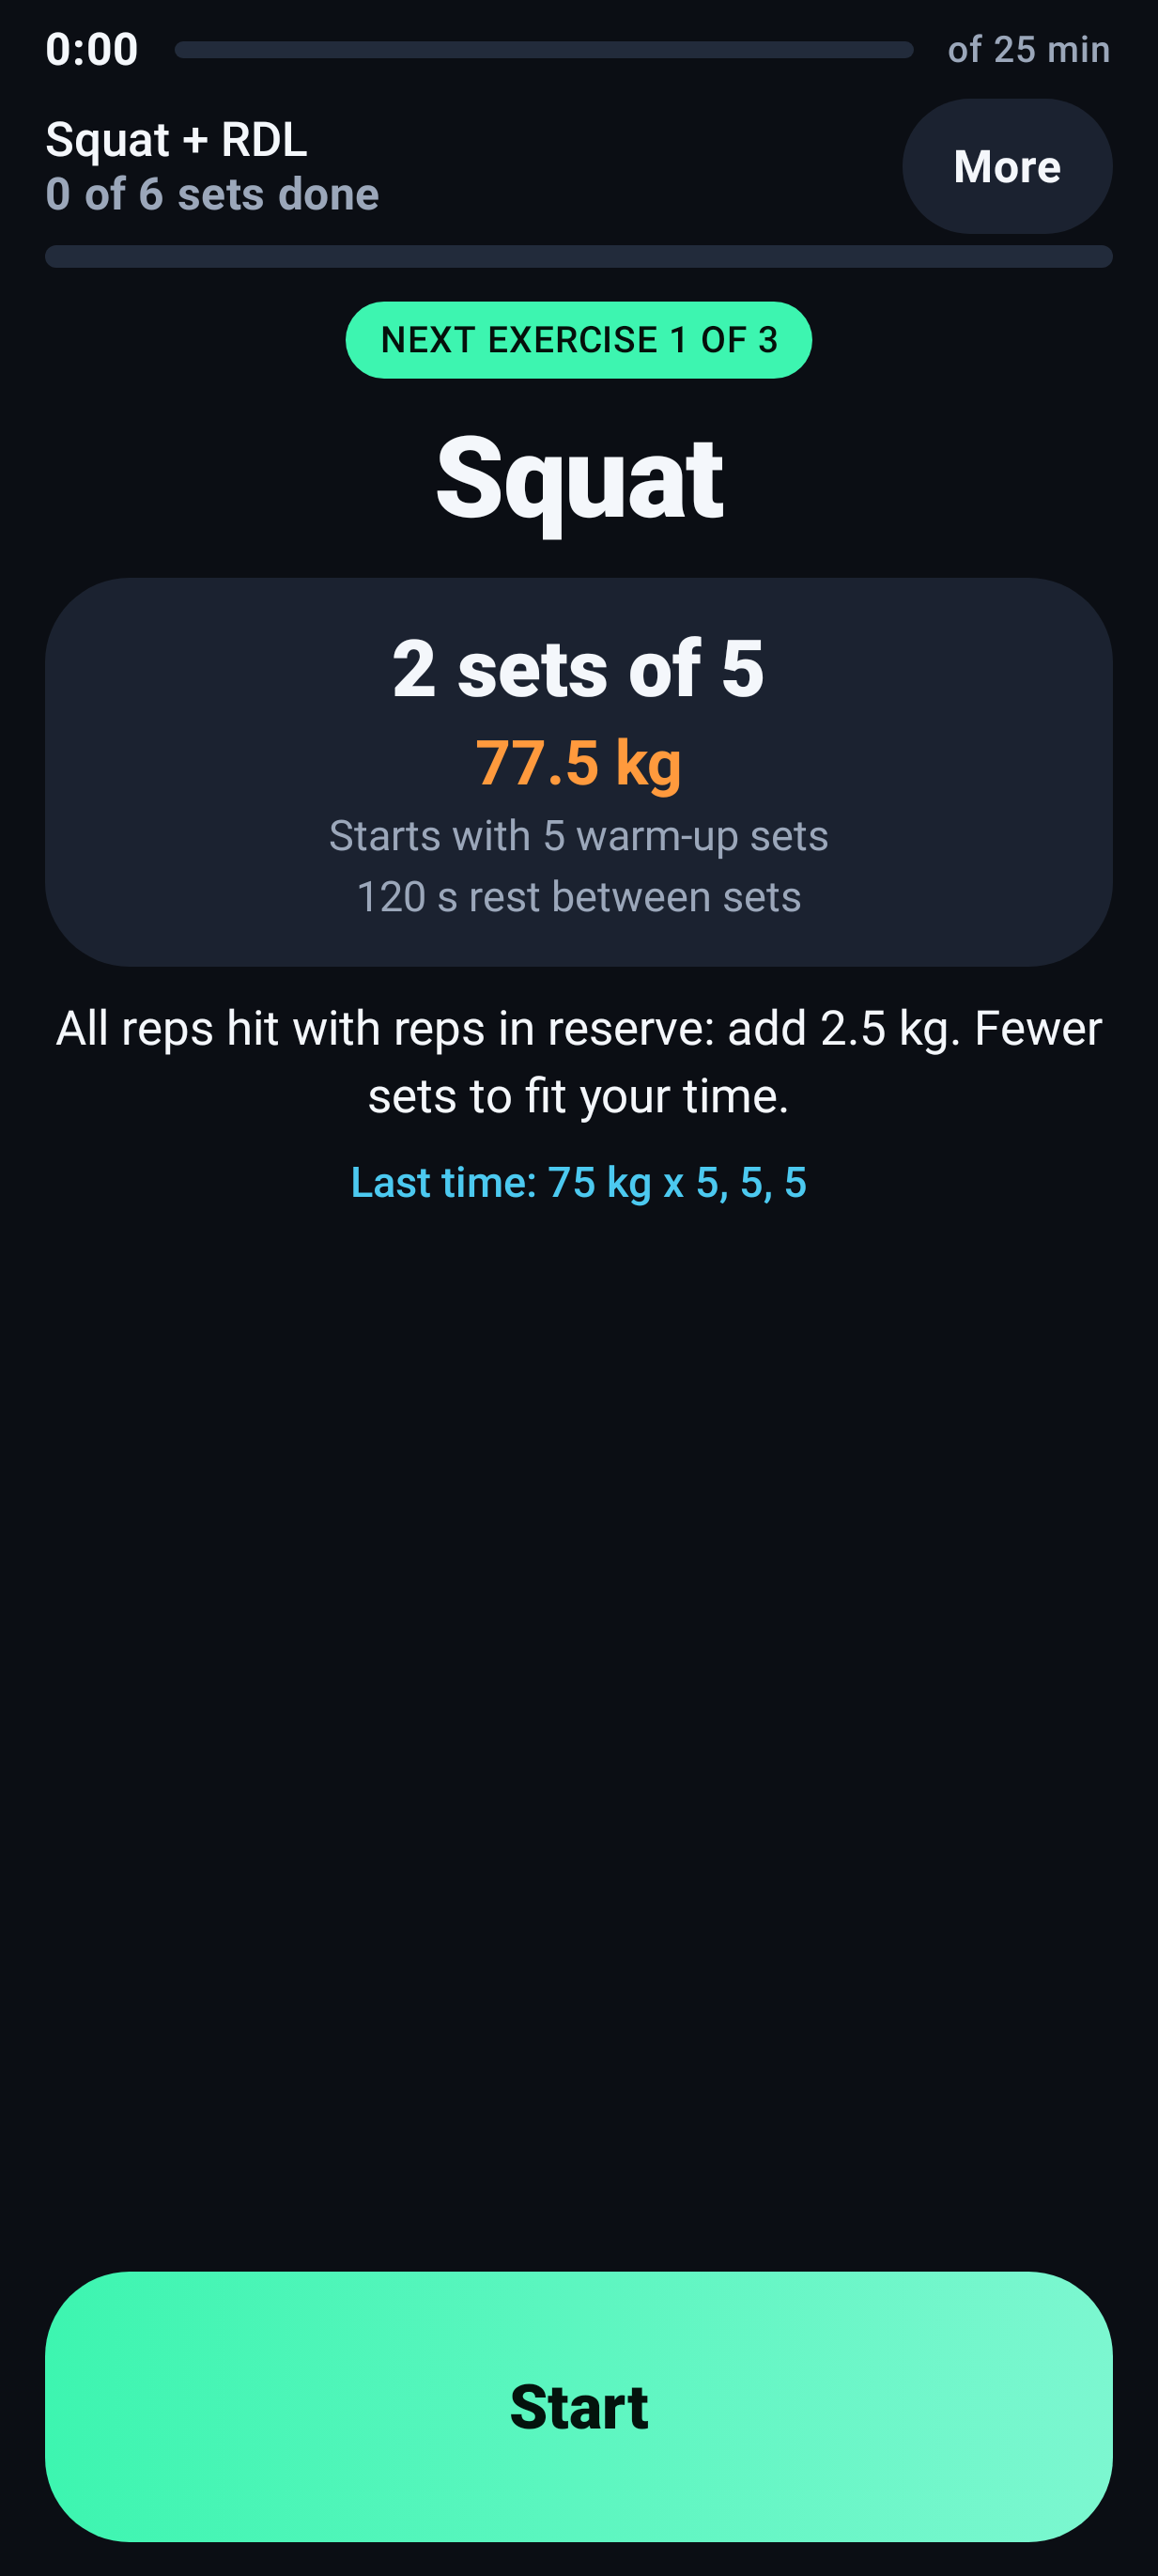 0:00
of 25 min
Squat + RDL
0 of 6 sets done
More
NEXT EXERCISE 1 OF 3
Squat
2 sets of 5
77.5 kg
Starts with 5 warm-up sets
120 s rest between sets
All reps hit with reps in reserve: add 2.5 kg. Fewer
sets to fit your time.
Last time: 75 kg x 5, 5, 5
Start